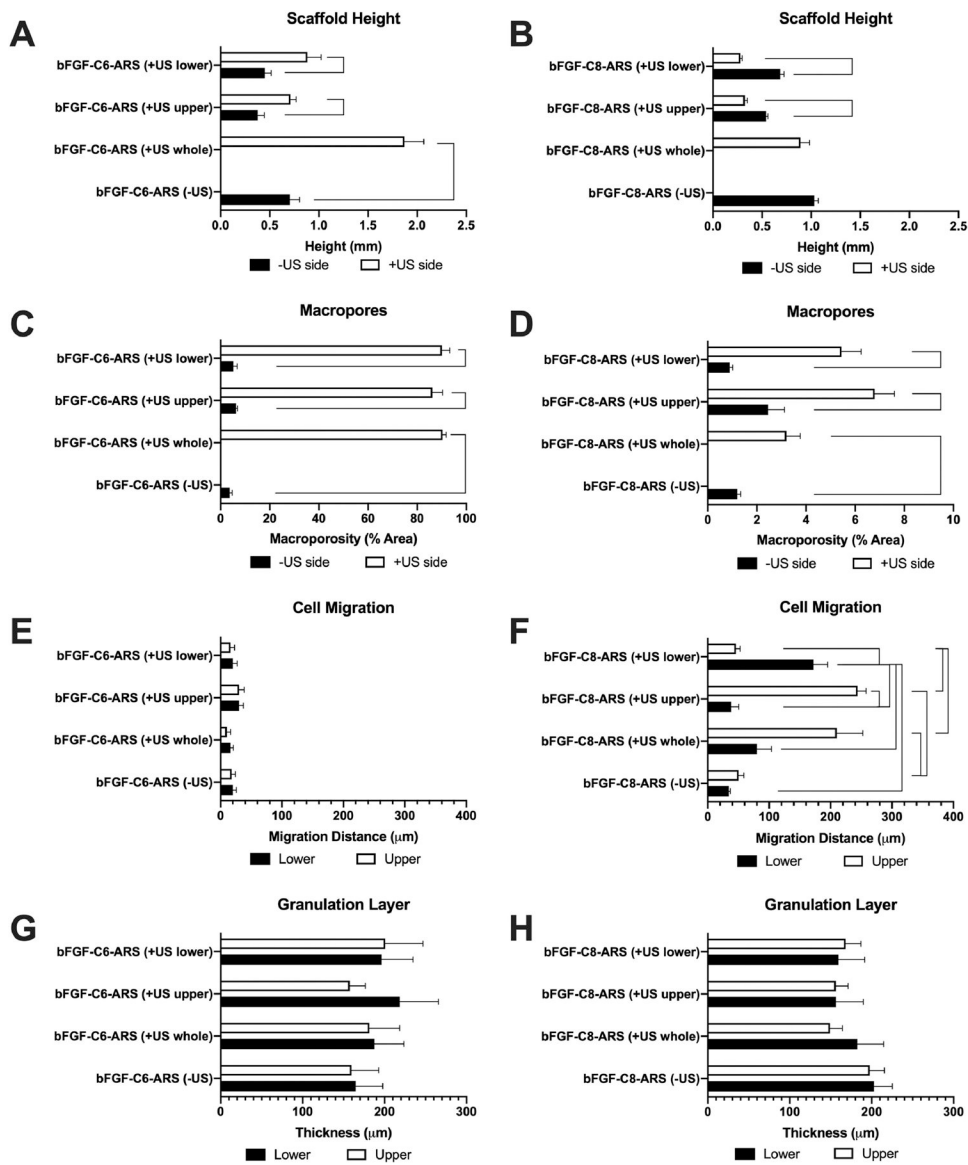 A
Scaffold Height
bFGF-C6-ARS (+US lower)
bFGF-C6-ARS (+US upper)
bFGF-C6-ARS (+US whole)
bFGF-C6-ARS (-US)
0.0 0.5 1.0 1.5 2.0 2.5
Height (mm)
-US side +US side
B
Scaffold Height
bFGF-C8-ARS (+US lower)
bFGF-C8-ARS (+US upper)
bFGF-C8-ARS (+US whole)
bFGF-C8-ARS (-US)
0.0 0.5 1.0 1.5 2.0 2.5
Height (mm)
-US side +US side
C
Macropores
bFGF-C6-ARS (+US lower)
bFGF-C6-ARS (+US upper)
bFGF-C6-ARS (+US whole)
bFGF-C6-ARS (-US)
0 20 40 60 80 100
Macroporosity (% Area)
-US side +US side
D
Macropores
bFGF-C8-ARS (+US lower)
bFGF-C8-ARS (+US upper)
bFGF-C8-ARS (+US whole)
bFGF-C8-ARS (-US)
0 2 4 6 8 10
Macroporosity (% Area)
-US side +US side
E
Cell Migration
bFGF-C6-ARS (+US lower)
bFGF-C6-ARS (+US upper)
bFGF-C6-ARS (+US whole)
bFGF-C6-ARS (-US)
0 100 200 300 400
Migration Distance (μm)
Lower Upper
F
Cell Migration
bFGF-C8-ARS (+US lower)
bFGF-C8-ARS (+US upper)
bFGF-C8-ARS (+US whole)
bFGF-C8-ARS (-US)
0 100 200 300 400
Migration Distance (μm)
Lower Upper
G
Granulation Layer
bFGF-C6-ARS (+US lower)
bFGF-C6-ARS (+US upper)
bFGF-C6-ARS (+US whole)
bFGF-C6-ARS (-US)
0 100 200 300
Thickness (μm)
Lower Upper
H
Granulation Layer
bFGF-C8-ARS (+US lower)
bFGF-C8-ARS (+US upper)
bFGF-C8-ARS (+US whole)
bFGF-C8-ARS (-US)
0 100 200 300
Thickness (μm)
Lower Upper